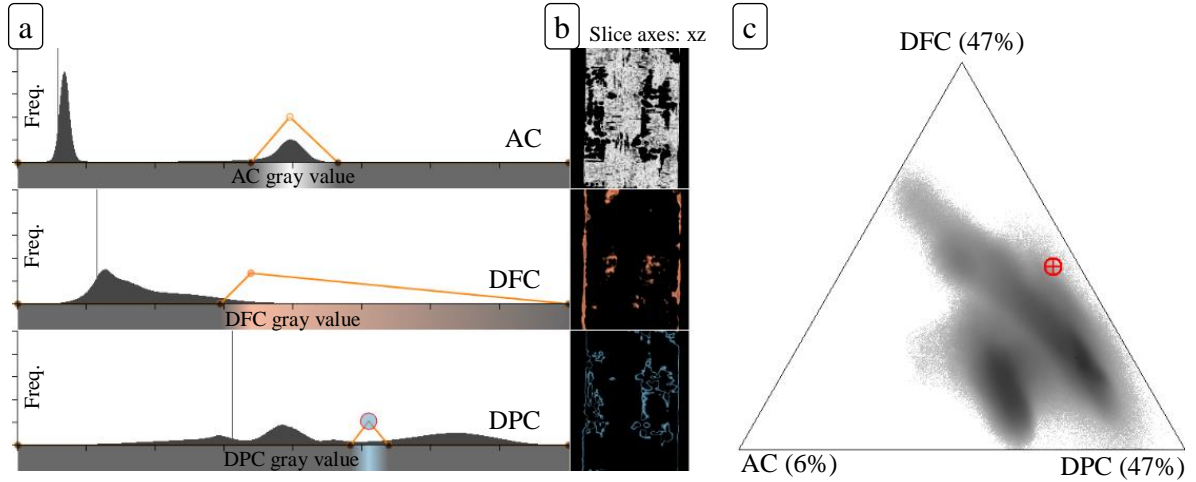 a
Freq.
AC
AC gray value
Freq.
DFC
DFC gray value
Freq.
DPC
DPC gray value
b
Slice axes: xz
c
DFC (47%)
AC (6%)
DPC (47%)